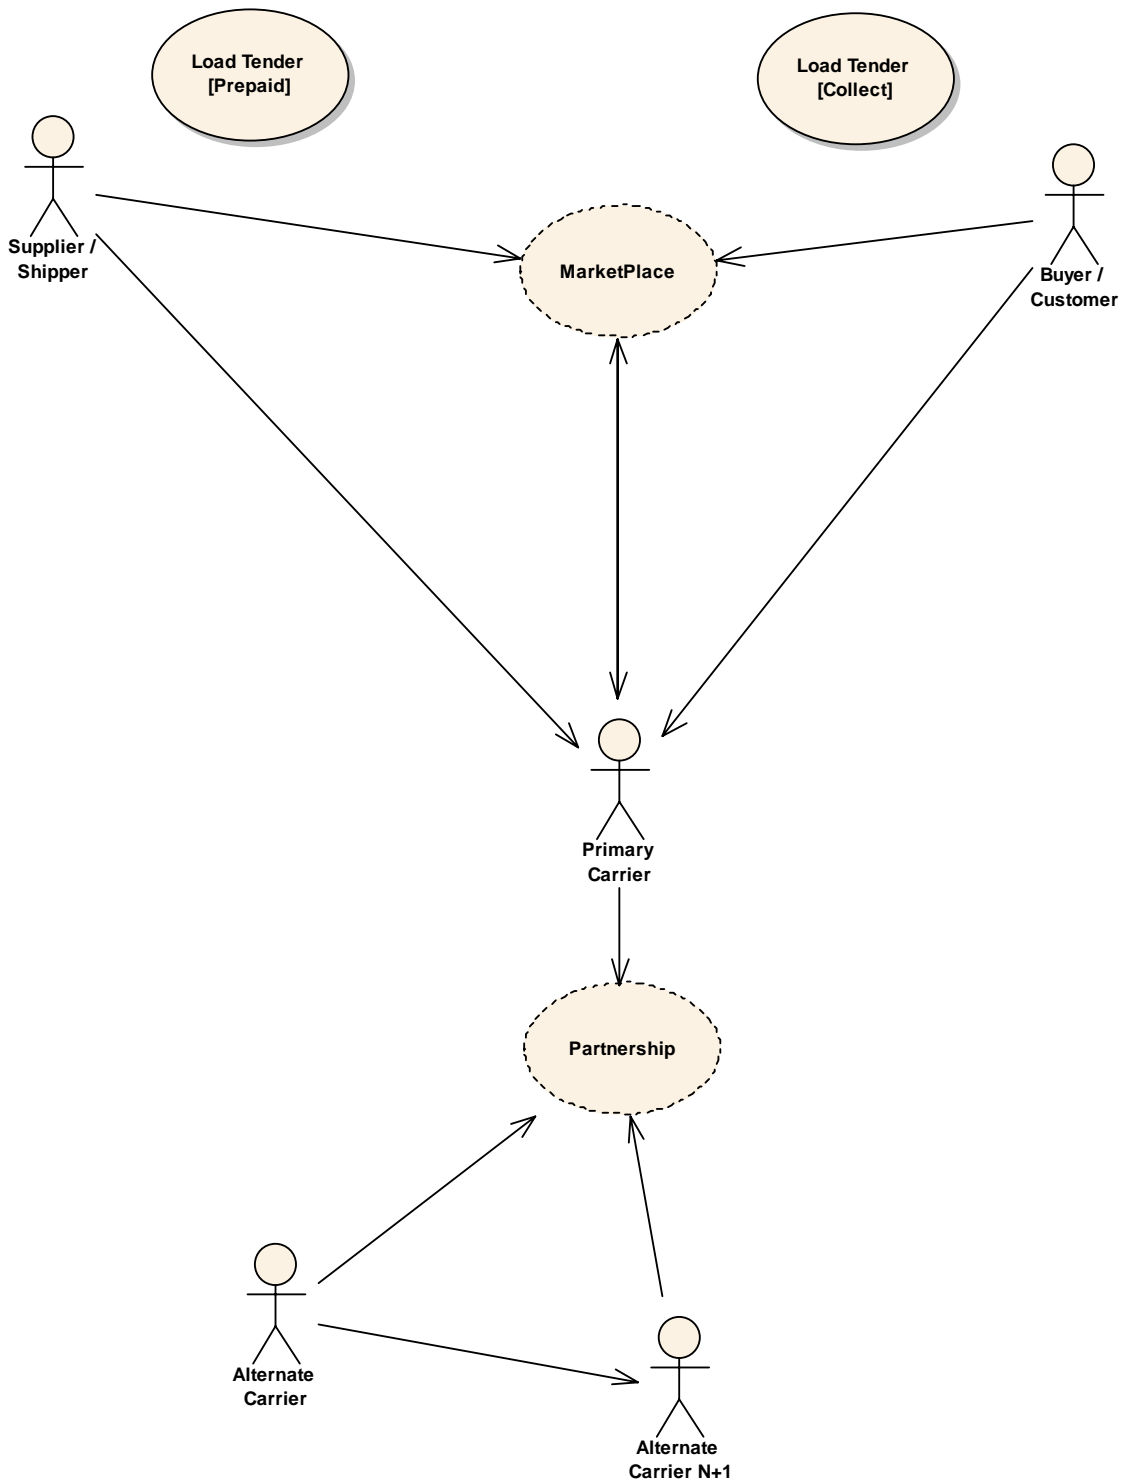 Load Tender
[Prepaid]
Load Tender
[Collect]
Supplier /
Shipper
MarketPlace
Buyer /
Customer
Primary
Carrier
Partnership
Alternate
Carrier
Alternate
Carrier N+1